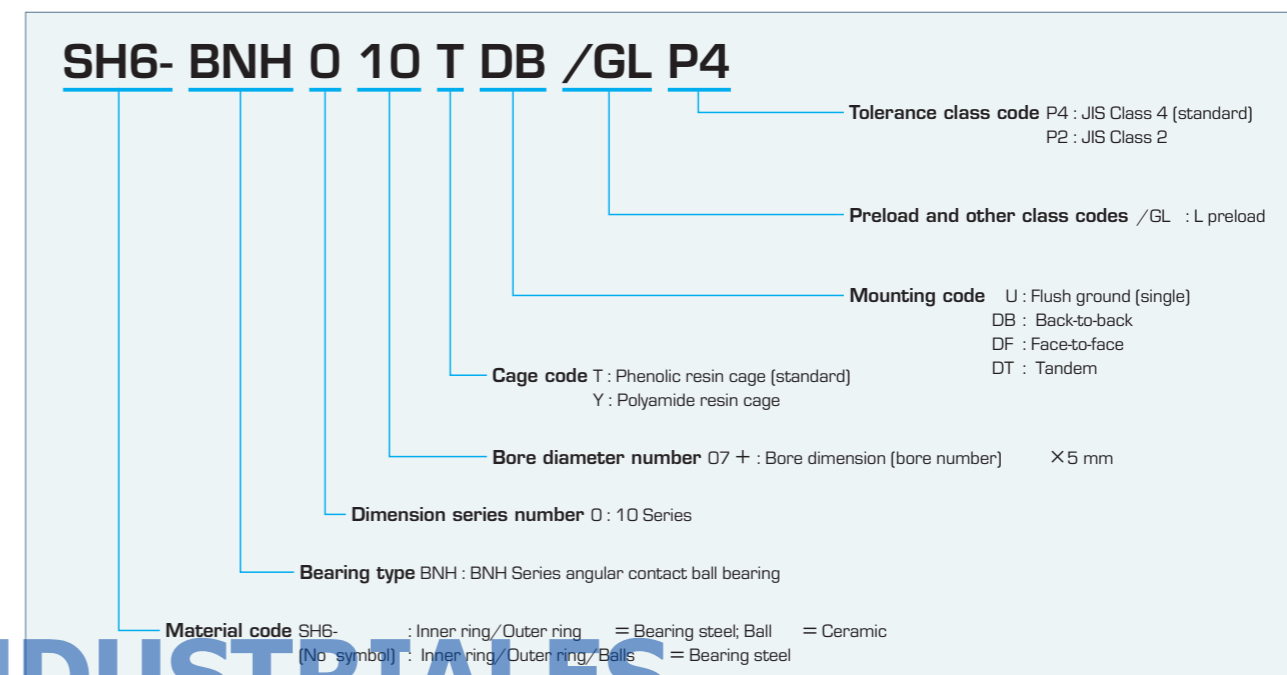 SH6- BNH 0 10 T DB /GL P4
Tolerance class code P4 : JIS Class 4 (standard)
P2 : JIS Class 2
Preload and other class codes /GL : L preload
Mounting code U : Flush ground (single)
DB : Back-to-back
DF : Face-to-face
DT : Tandem
Cage code T : Phenolic resin cage (standard)
Y : Polyamide resin cage
Bore diameter number 07 + : Bore dimension (bore number) ×5 mm
Dimension series number 0 : 10 Series
Bearing type BNH : BNH Series angular contact ball bearing
Material code SH6- : Inner ring/Outer ring = Bearing steel; Ball = Ceramic
(No symbol) : Inner ring/Outer ring/Balls = Bearing steel
NDUSTRIALES